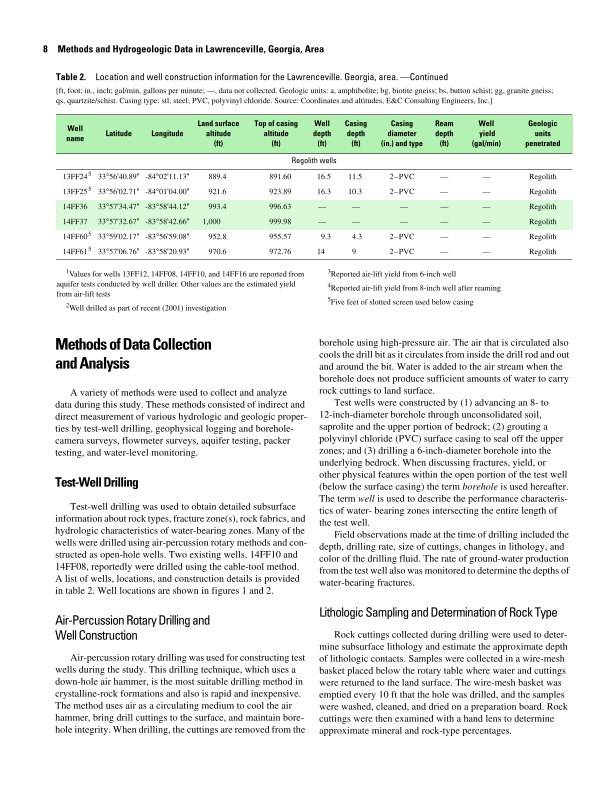 8 Methods and Hydrogeologic Data in Lawrenceville, Georgia, Area
Table 2. Location and well construction information for the Lawrenceville. Georgia, area. —Continued
[ft, foot; in., inch; gal/min, gallons per minute; —, data not collected. Geologic units: a, amphibolite; bg, biotite gneiss; bs, button schist; gg, granite gneiss;
qs, quartzite/schist. Casing type: stl, steel; PVC, polyvinyl chloride. Source: Coordinates and altitudes, E&C Consulting Engineers, Inc.]
Well name Latitude Longitude Land surface altitude (ft) Top of casing altitude (ft) Well depth (ft) Casing depth (ft) Casing diameter (in.) and type Ream depth (ft) Well yield (gal/min) Geologic units penetrated
Regolith wells
13FF24⁵ 33°56'40.89" -84°02'11.13" 889.4 891.60 16.5 11.5 2–PVC — — Regolith
13FF25⁵ 33°56'02.71" -84°01'04.00" 921.6 923.89 16.3 10.3 2–PVC — — Regolith
14FF36 33°57'34.47" -83°58'44.12" 993.4 996.63 — — — — — Regolith
14FF37 33°57'32.67" -83°58'42.66" 1,000 999.98 — — — — — Regolith
14FF60⁵ 33°59'02.17" -83°56'59.08" 952.8 955.57 9.3 4.3 2–PVC — — Regolith
14FF61⁵ 33°57'06.76" -83°58'20.93" 970.6 972.76 14 9 2–PVC — — Regolith
¹Values for wells 13FF12, 14FF08, 14FF10, and 14FF16 are reported from
aquifer tests conducted by well driller. Other values are the estimated yield
from air-lift tests
²Well drilled as part of recent (2001) investigation
³Reported air-lift yield from 6-inch well
⁴Reported air-lift yield from 8-inch well after reaming
⁵Five feet of slotted screen used below casing
Methods of Data Collection
and Analysis
A variety of methods were used to collect and analyze
data during this study. These methods consisted of indirect and
direct measurement of various hydrologic and geologic proper-
ties by test-well drilling, geophysical logging and borehole-
camera surveys, flowmeter surveys, aquifer testing, packer
testing, and water-level monitoring.
Test-Well Drilling
Test-well drilling was used to obtain detailed subsurface
information about rock types, fracture zone(s), rock fabrics, and
hydrologic characteristics of water-bearing zones. Many of the
wells were drilled using air-percussion rotary methods and con-
structed as open-hole wells. Two existing wells, 14FF10 and
14FF08, reportedly were drilled using the cable-tool method.
A list of wells, locations, and construction details is provided
in table 2. Well locations are shown in figures 1 and 2.
Air-Percussion Rotary Drilling and
Well Construction
Air-percussion rotary drilling was used for constructing test
wells during the study. This drilling technique, which uses a
down-hole air hammer, is the most suitable drilling method in
crystalline-rock formations and also is rapid and inexpensive.
The method uses air as a circulating medium to cool the air
hammer, bring drill cuttings to the surface, and maintain bore-
hole integrity. When drilling, the cuttings are removed from the
borehole using high-pressure air. The air that is circulated also
cools the drill bit as it circulates from inside the drill rod and out
and around the bit. Water is added to the air stream when the
borehole does not produce sufficient amounts of water to carry
rock cuttings to land surface.
Test wells were constructed by (1) advancing an 8- to
12-inch-diameter borehole through unconsolidated soil,
saprolite and the upper portion of bedrock; (2) grouting a
polyvinyl chloride (PVC) surface casing to seal off the upper
zones; and (3) drilling a 6-inch-diameter borehole into the
underlying bedrock. When discussing fractures, yield, or
other physical features within the open portion of the test well
(below the surface casing) the term borehole is used hereafter.
The term well is used to describe the performance characteris-
tics of water- bearing zones intersecting the entire length of
the test well.
Field observations made at the time of drilling included the
depth, drilling rate, size of cuttings, changes in lithology, and
color of the drilling fluid. The rate of ground-water production
from the test well also was monitored to determine the depths of
water-bearing fractures.
Lithologic Sampling and Determination of Rock Type
Rock cuttings collected during drilling were used to deter-
mine subsurface lithology and estimate the approximate depth
of lithologic contacts. Samples were collected in a wire-mesh
basket placed below the rotary table where water and cuttings
were returned to the land surface. The wire-mesh basket was
emptied every 10 ft that the hole was drilled, and the samples
were washed, cleaned, and dried on a preparation board. Rock
cuttings were then examined with a hand lens to determine
approximate mineral and rock-type percentages.